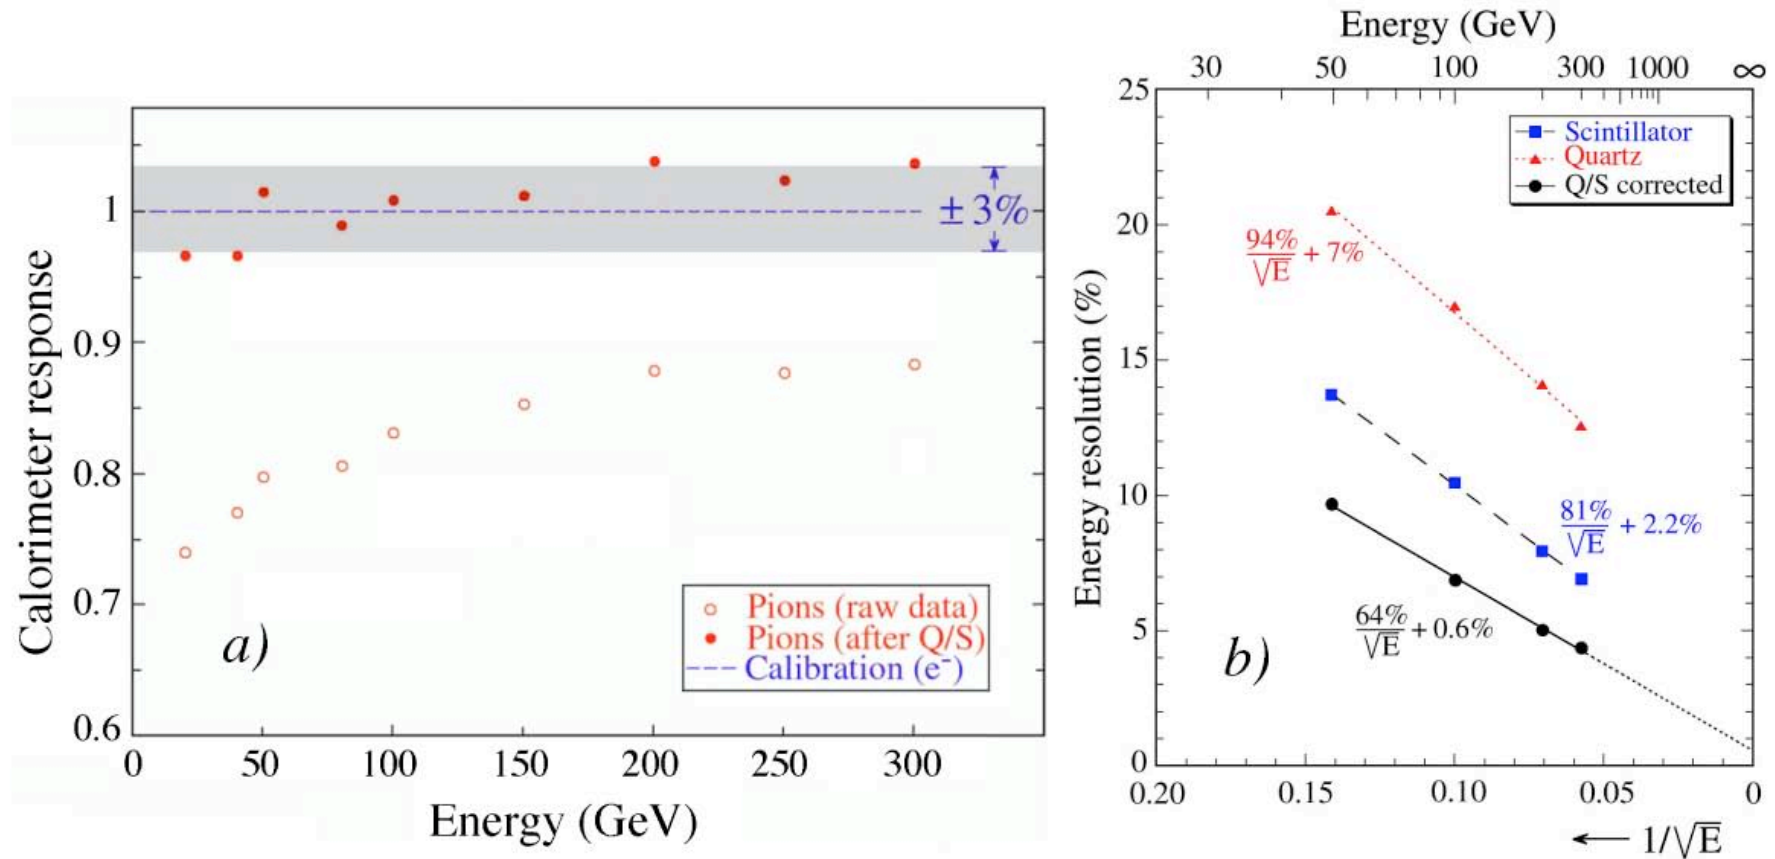 Calorimeter response
1
0.9
0.8
0.7
0.6
± 3%
Pions (raw data)
Pions (after Q/S)
Calibration (e⁻)
a)
0 50 100 150 200 250 300
Energy (GeV)
Energy (GeV)
30 50 100 300 1000 ∞
Energy resolution (%)
25
20
15
10
5
0
Scintillator
Quartz
Q/S corrected
94%/√E + 7%
81%/√E + 2.2%
64%/√E + 0.6%
b)
0.20 0.15 0.10 0.05 0
← 1/√E